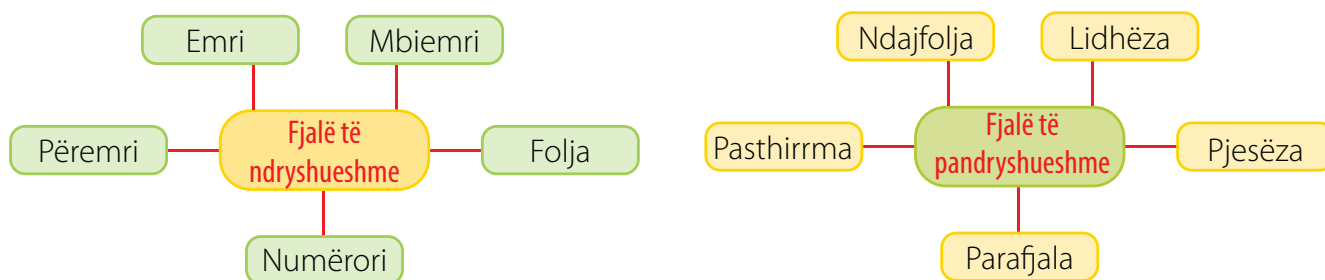 Emri
Mbiemri
Përemri
Fjalë të
ndryshueshme
Folja
Numërori
Ndajfolja
Lidhëza
Pasthirrma
Fjalë të
pandryshueshme
Pjesëza
Parafjala